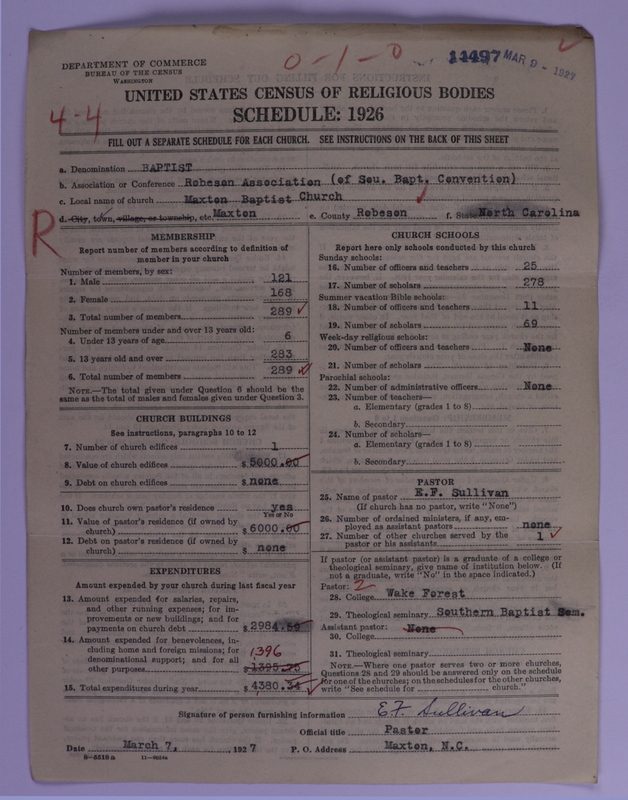 DEPARTMENT OF COMMERCE
BUREAU OF THE CENSUS
WASHINGTON
0-1-0
11497 MAR 9 - 1927
4-4
UNITED STATES CENSUS OF RELIGIOUS BODIES
SCHEDULE: 1926
FILL OUT A SEPARATE SCHEDULE FOR EACH CHURCH. SEE INSTRUCTIONS ON THE BACK OF THIS SHEET
a. Denomination BAPTIST
b. Association or Conference Robeson Association (of Sou. Bapt. Convention)
c. Local name of church Maxton Baptist Church
d. City, town, village, or township, etc. Maxton e. County Robeson f. State North Carolina
R
MEMBERSHIP
Report number of members according to definition of
member in your church
Number of members, by sex:
1. Male 121
2. Female 168
3. Total number of members 289
Number of members under and over 13 years old:
4. Under 13 years of age 6
5. 13 years old and over 283
6. Total number of members 289
NOTE.—The total given under Question 6 should be the
same as the total of males and females given under Question 3.
CHURCH BUILDINGS
See instructions, paragraphs 10 to 12
7. Number of church edifices 1
8. Value of church edifices $5000.00
9. Debt on church edifices $none
10. Does church own pastor's residence yes
Yes or No
11. Value of pastor's residence (if owned by
church) $6000.00
12. Debt on pastor's residence (if owned by
church) $ none
EXPENDITURES
Amount expended by your church during last fiscal year
13. Amount expended for salaries, repairs,
and other running expenses; for im-
provements or new buildings; and for
payments on church debt $2984.59
14. Amount expended for benevolences, in-
cluding home and foreign missions; for
denominational support; and for all 1396
other purposes $1395.75
15. Total expenditures during year $4380.34
CHURCH SCHOOLS
Report here only schools conducted by this church
Sunday schools:
16. Number of officers and teachers 25
17. Number of scholars 278
Summer vacation Bible schools:
18. Number of officers and teachers 11
19. Number of scholars 69
Week-day religious schools:
20. Number of officers and teachers None
21. Number of scholars
Parochial schools:
22. Number of administrative officers None
23. Number of teachers—
a. Elementary (grades 1 to 8)
b. Secondary
24. Number of scholars—
a. Elementary (grades 1 to 8)
b. Secondary
PASTOR
25. Name of pastor E.F. Sullivan
(If church has no pastor, write "None")
26. Number of ordained ministers, if any, em-
ployed as assistant pastors none
27. Number of other churches served by the
pastor or his assistants 1
If pastor (or assistant pastor) is a graduate of a college or
theological seminary, give name of institution below. (If
not a graduate, write "No" in the space indicated.)
Pastor: 2
28. College Wake Forest
29. Theological seminary Southern Baptist Sem.
Assistant pastor: None
30. College
31. Theological seminary
NOTE.—Where one pastor serves two or more churches,
Questions 28 and 29 should be answered only on the schedule
for one of the churches; on the schedules for the other churches,
write "See schedule for church."
Signature of person furnishing information E.F. Sullivan
Official title Pastor
Date March 7, 1927 P. O. Address Maxton, N.C.